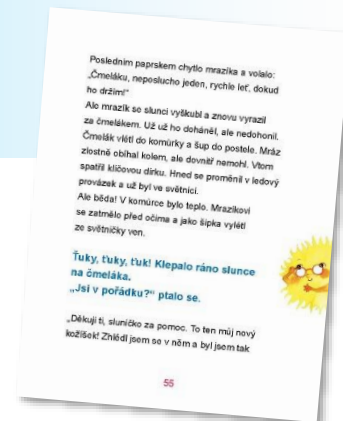 Posledním paprskem chytlo mrazíka a volalo:
„Čmeláku, neposlucho jeden, rychle leť, dokud
ho držím!“
Ale mrazík se slunci vyškubl a znovu vyrazil
za čmelákem. Už už ho doháněl, ale nedohonil.
Čmelák vlétl do komůrky a šup do postele. Mráz
zlostně obíhal kolem, ale dovnitř nemohl. Vtom
spatřil klíčovou dírku. Hned se proměnil v ledový
provázek a už byl ve světnici.
Ale běda! V komůrce bylo teplo. Mrazíkovi
se zatmělo před očima a jako šipka vylétl
ze světničky ven.
Ťuky, ťuky, ťuk! Klepalo ráno slunce
na čmeláka.
„Jsi v pořádku?“ ptalo se.
„Děkuji ti, sluníčko za pomoc. To ten můj nový
kožíšek! Zhlédl jsem se v něm a byl jsem tak
55